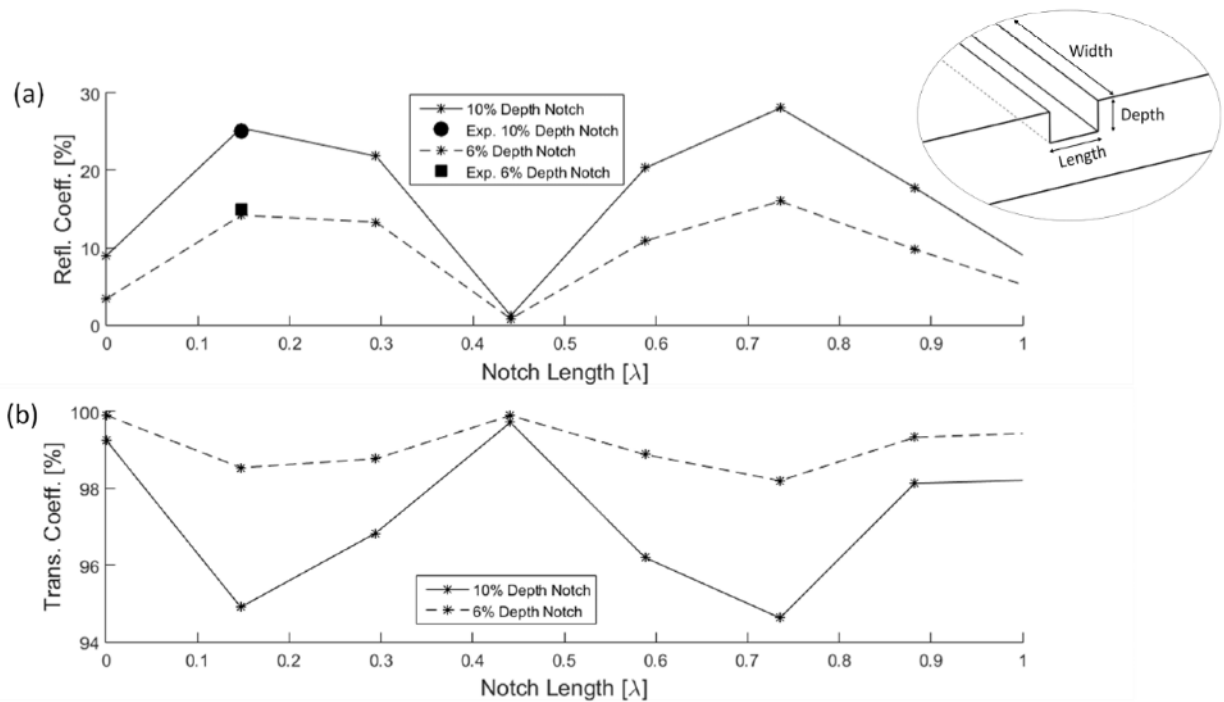 (a)
Refl. Coeff. [%]
30
20
10
0
10% Depth Notch
Exp. 10% Depth Notch
6% Depth Notch
Exp. 6% Depth Notch
Width
Depth
Length
0 0.1 0.2 0.3 0.4 0.5 0.6 0.7 0.8 0.9 1
Notch Length [λ]
(b)
Trans. Coeff. [%]
100
98
96
94
10% Depth Notch
6% Depth Notch
0 0.1 0.2 0.3 0.4 0.5 0.6 0.7 0.8 0.9 1
Notch Length [λ]